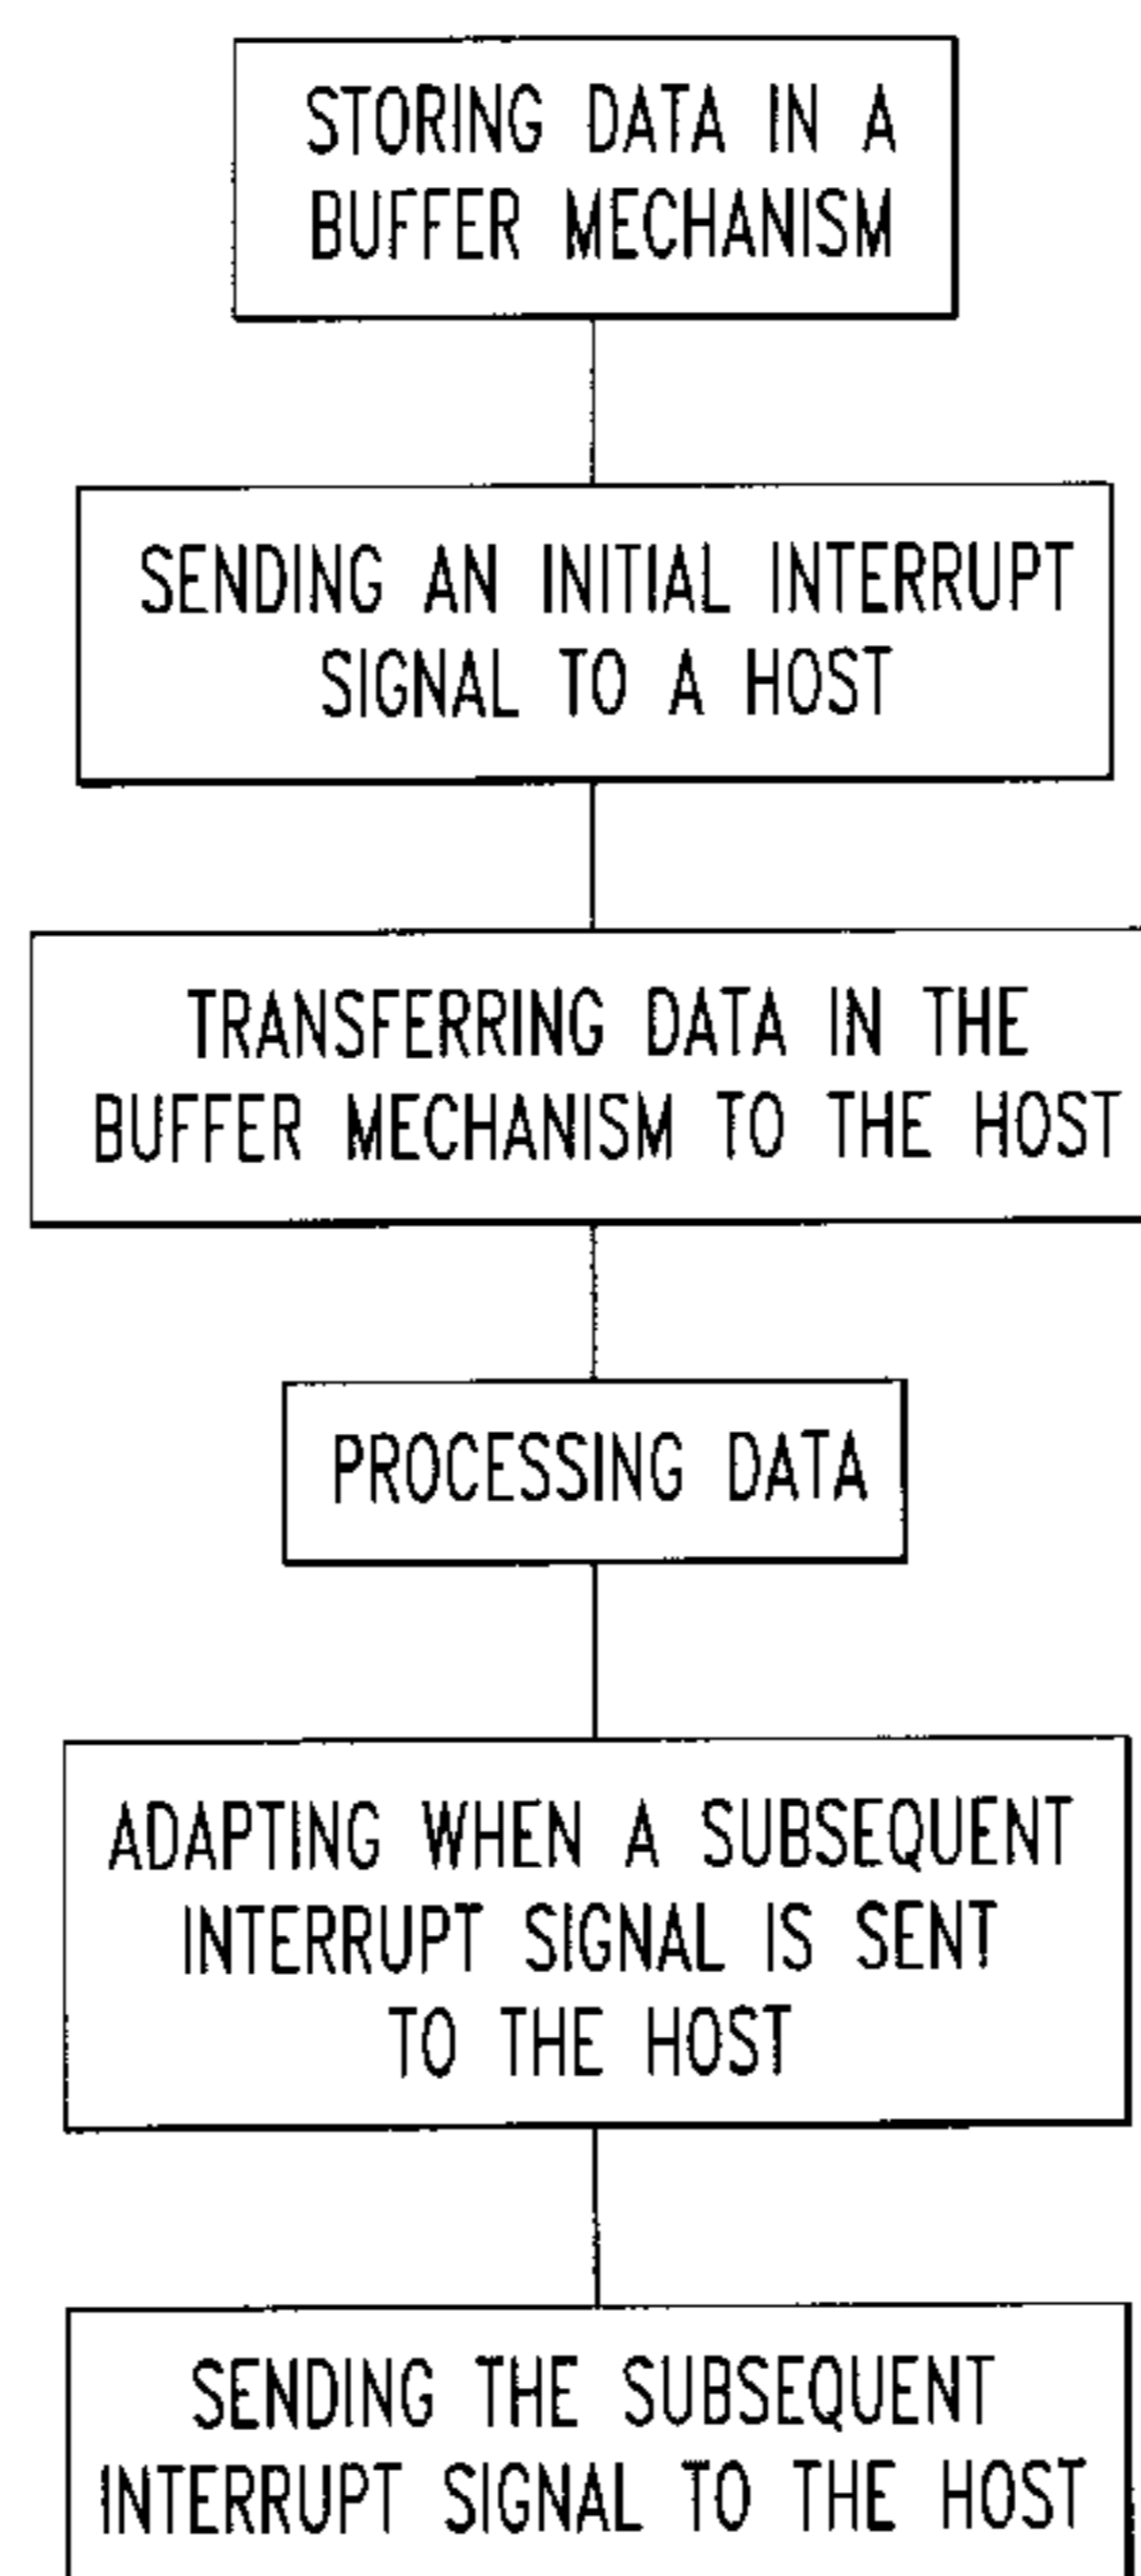 STORING DATA IN A
BUFFER MECHANISM
SENDING AN INITIAL INTERRUPT
SIGNAL TO A HOST
TRANSFERRING DATA IN THE
BUFFER MECHANISM TO THE HOST
PROCESSING DATA
ADAPTING WHEN A SUBSEQUENT
INTERRUPT SIGNAL IS SENT
TO THE HOST
SENDING THE SUBSEQUENT
INTERRUPT SIGNAL TO THE HOST